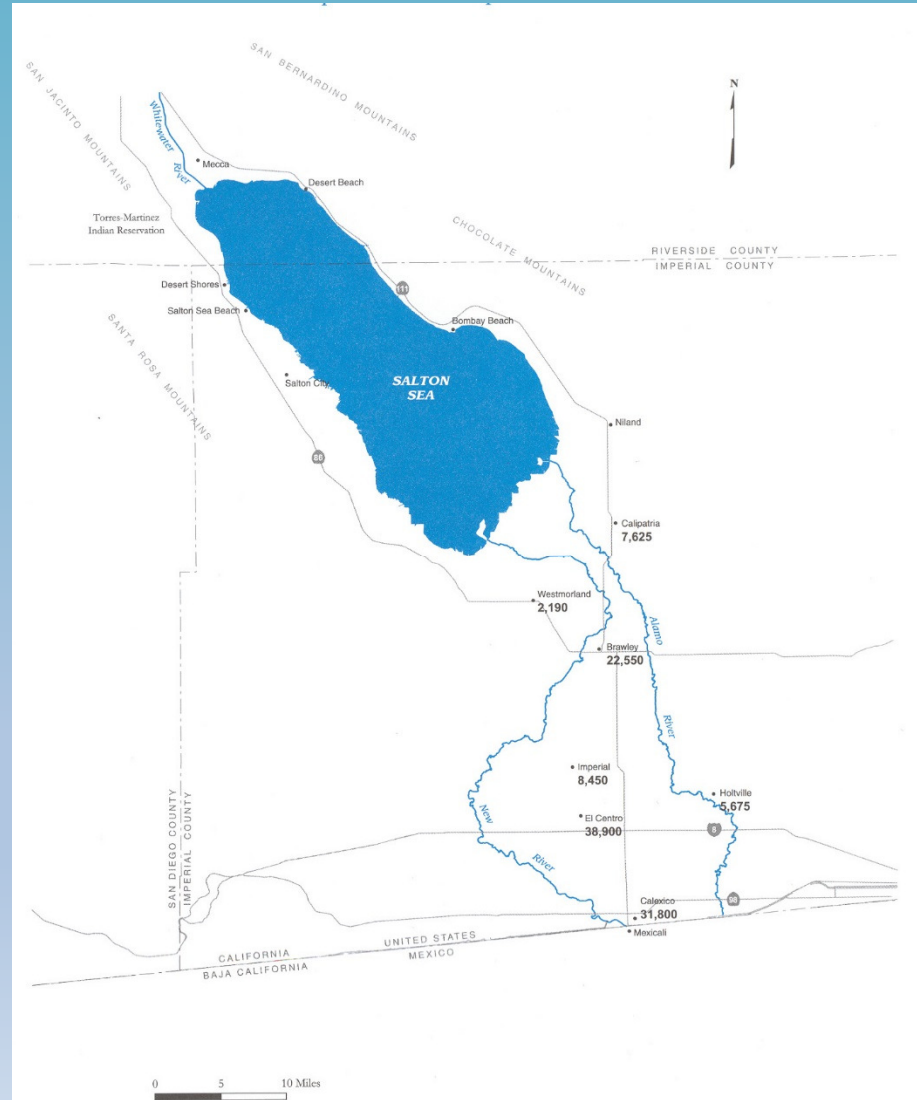 SAN BERNARDINO MOUNTAINS
SAN JACINTO MOUNTAINS
N
Whitewater
River
Mecca
Desert Beach
Torres-Martinez
Indian Reservation
CHOCOLATE MOUNTAINS
RIVERSIDE COUNTY
IMPERIAL COUNTY
Desert Shores
111
Salton Sea Beach
Bombay Beach
SANTA ROSA MOUNTAINS
Salton City
SALTON
SEA
Niland
86
Calipatria
7,625
Westmorland
2,190
Alamo
River
Brawley
22,550
Imperial
8,450
Holtville
5,675
El Centro
38,900
8
New
River
SAN DIEGO COUNTY
IMPERIAL COUNTY
98
Calexico
31,800
Mexicali
UNITED STATES
MEXICO
CALIFORNIA
BAJA CALIFORNIA
0 5 10 Miles